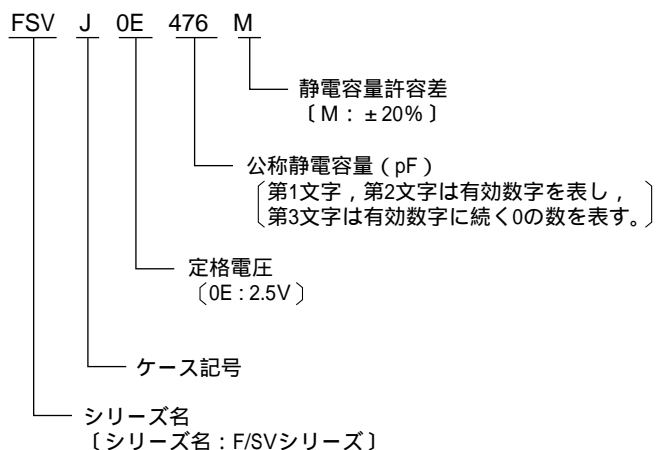 FSV J 0E 476 M
静電容量許容差
〔M：±20%〕
公称静電容量（pF）
第1文字，第2文字は有効数字を表し，
第3文字は有効数字に続く0の数を表す。
定格電圧
（0E：2.5V）
ケース記号
シリーズ名
〔シリーズ名：F/SVシリーズ〕